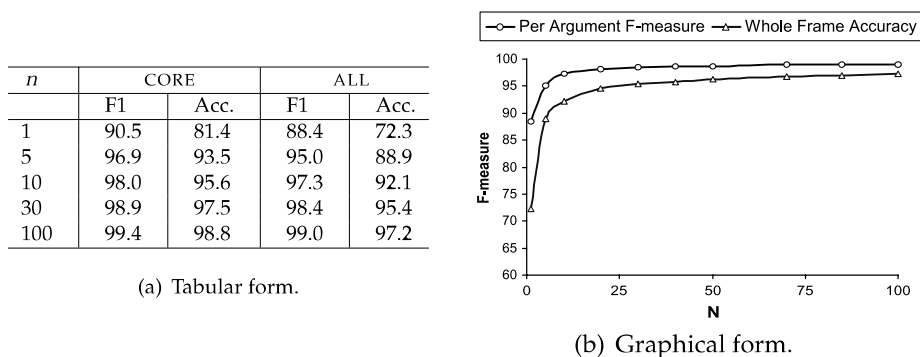 n CORE ALL
F1 Acc. F1 Acc.
1 90.5 81.4 88.4 72.3
5 96.9 93.5 95.0 88.9
10 98.0 95.6 97.3 92.1
30 98.9 97.5 98.4 95.4
100 99.4 98.8 99.0 97.2
(a) Tabular form.
Per Argument F-measure Whole Frame Accuracy
100
95
90
85
80
75
70
65
60
F-measure
0 25 50 75 100
N
(b) Graphical form.